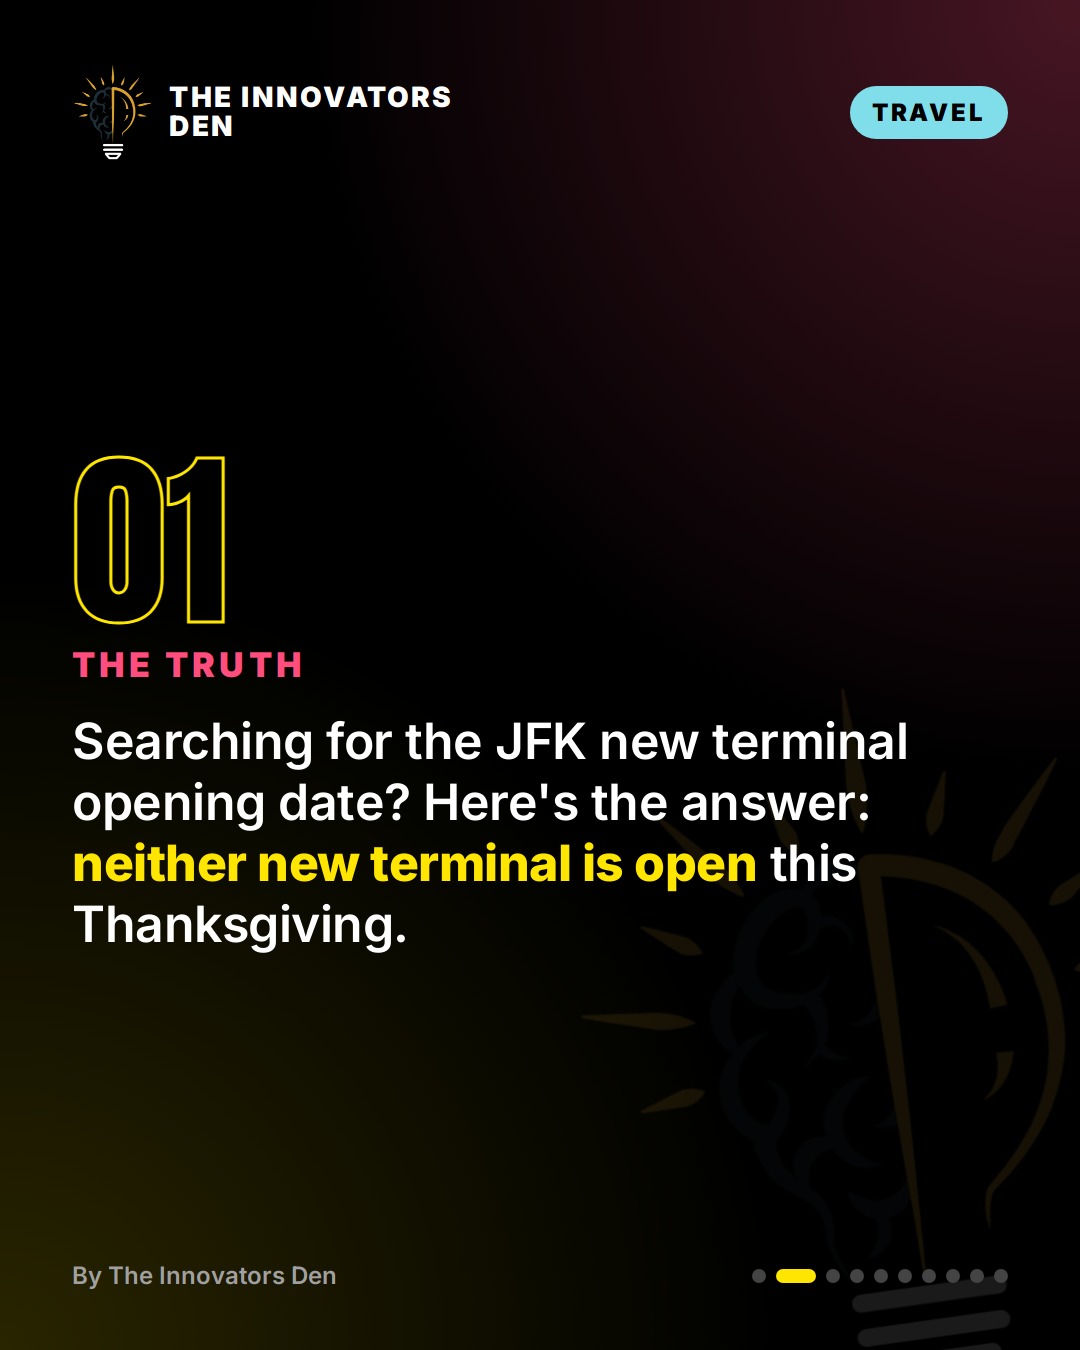 THE INNOVATORS
DEN
TRAVEL
01
THE TRUTH
Searching for the JFK new terminal
opening date? Here's the answer:
neither new terminal is open this
Thanksgiving.
By The Innovators Den